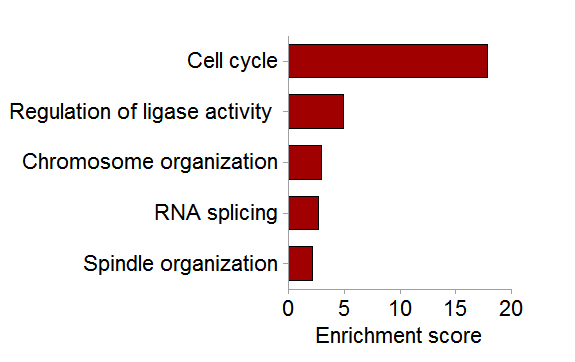 Cell cycle
Regulation of ligase activity
Chromosome organization
RNA splicing
Spindle organization
0 5 10 15 20
Enrichment score